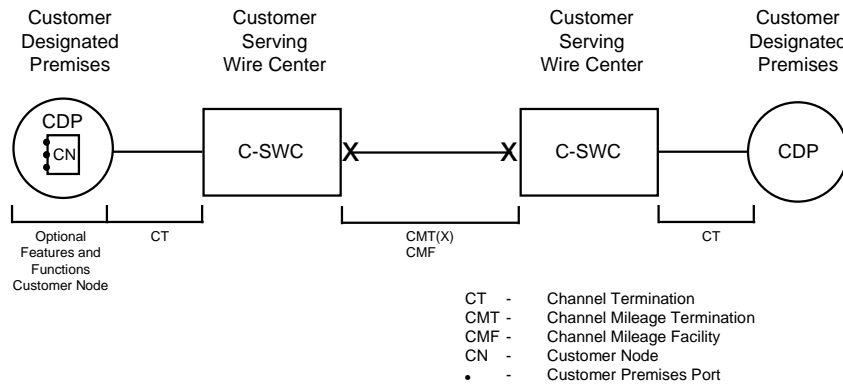 Customer
Designated
Premises
Customer
Serving
Wire Center
Customer
Serving
Wire Center
Customer
Designated
Premises
CDP
CN
C-SWC
X
X
C-SWC
CDP
Optional
Features and
Functions
Customer Node
CT
CMT(X)
CMF
CT
CT - Channel Termination
CMT - Channel Mileage Termination
CMF - Channel Mileage Facility
CN - Customer Node
• - Customer Premises Port